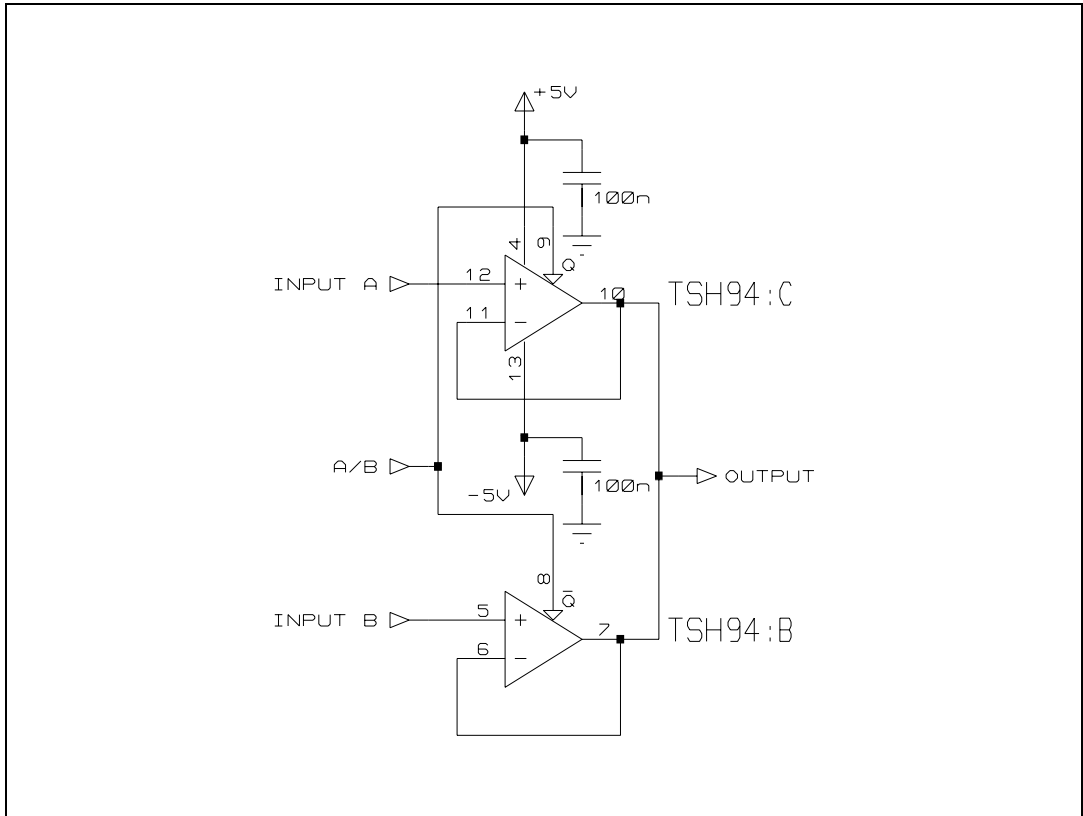 +5V
100n
4
9
Q
INPUT A
12
+
10
TSH94:C
11
−
13
A/B
-5V
100n
OUTPUT
8
Q̄
INPUT B
5
+
7
TSH94:B
6
−